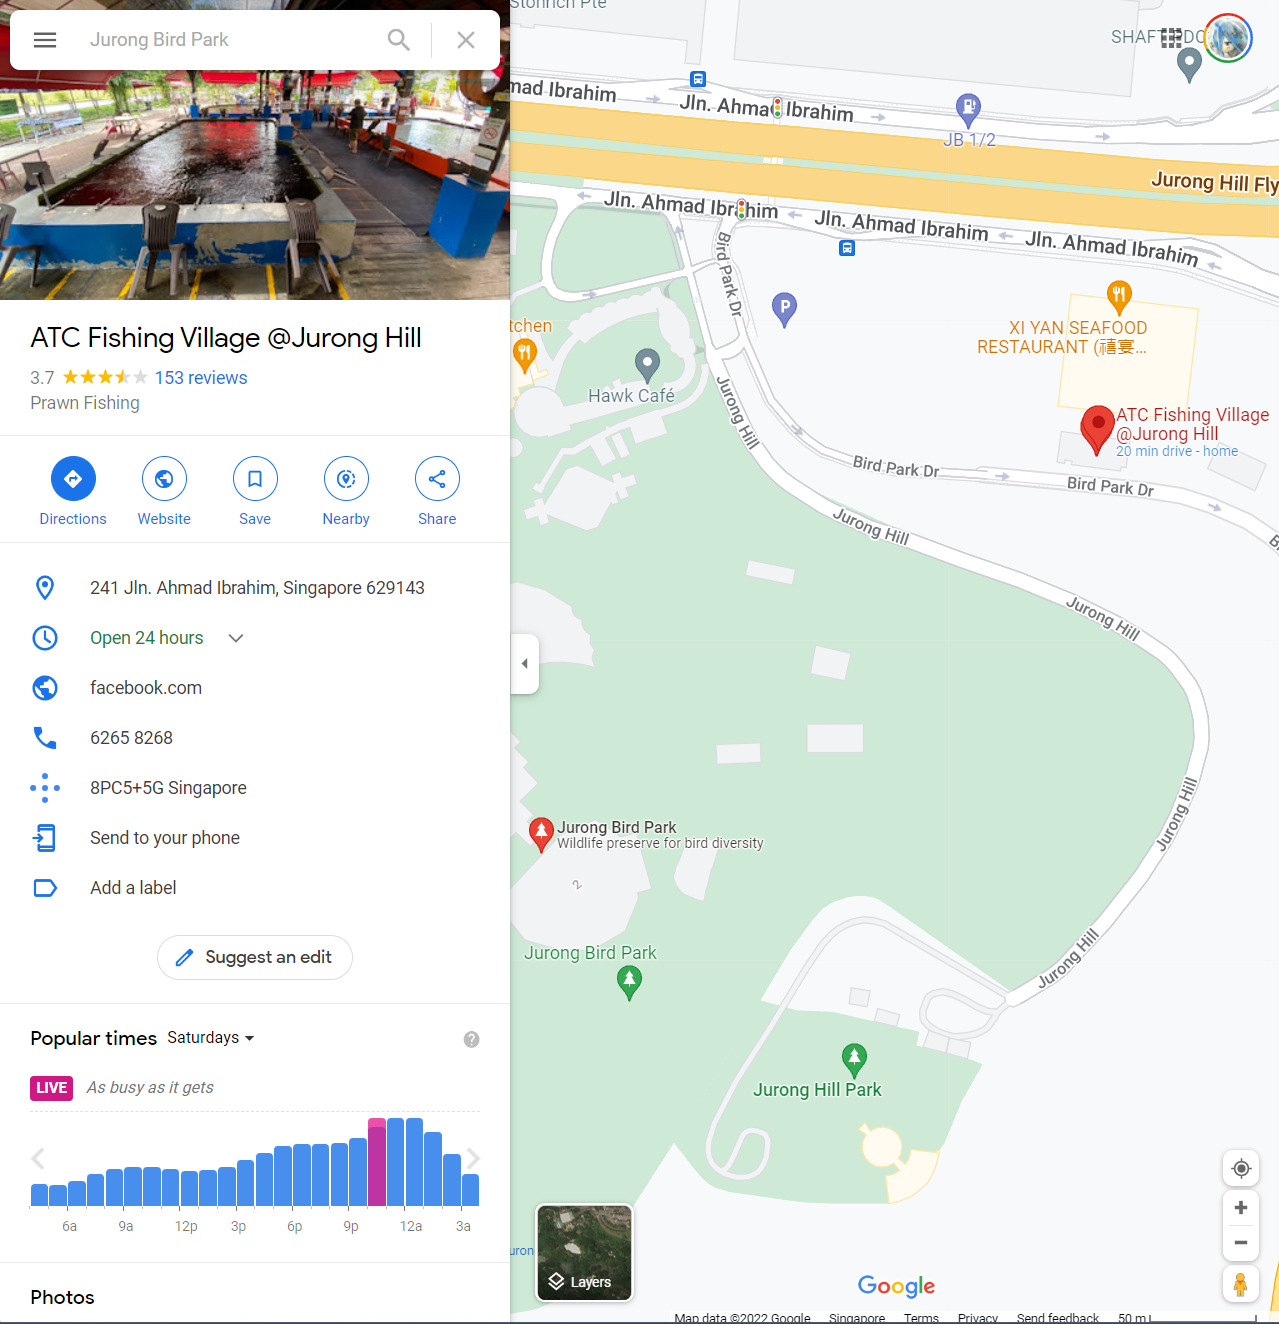 Jurong Bird Park
ATC Fishing Village @Jurong Hill
3.7
153 reviews
Prawn Fishing
Directions
Website
Save
Nearby
Share
241 Jln. Ahmad Ibrahim, Singapore 629143
Open 24 hours
facebook.com
6265 8268
8PC5+5G Singapore
Send to your phone
Add a label
Suggest an edit
Popular times Saturdays
LIVE As busy as it gets
6a 9a 12p 3p 6p 9p 12a 3a
Photos
Stonrich Pte
Jln. Ahmad Ibrahim
JB 1/2
Jurong Hill Fly
Jln. Ahmad Ibrahim
Jln. Ahmad Ibrahim
Jln. Ahmad Ibrahim
Bird Park Dr
P
XI YAN SEAFOOD
RESTAURANT (禧宴...
Hawk Café
Jurong Hill
ATC Fishing Village
@Jurong Hill
20 min drive - home
Bird Park Dr
Bird Park Dr
Jurong Hill
Jurong Hill
Jurong Hill
Jurong Bird Park
Wildlife preserve for bird diversity
2
Jurong Bird Park
Jurong Hill
Jurong Hill Park
Layers
Google
Map data ©2022 Google Singapore Terms Privacy Send feedback 50 m